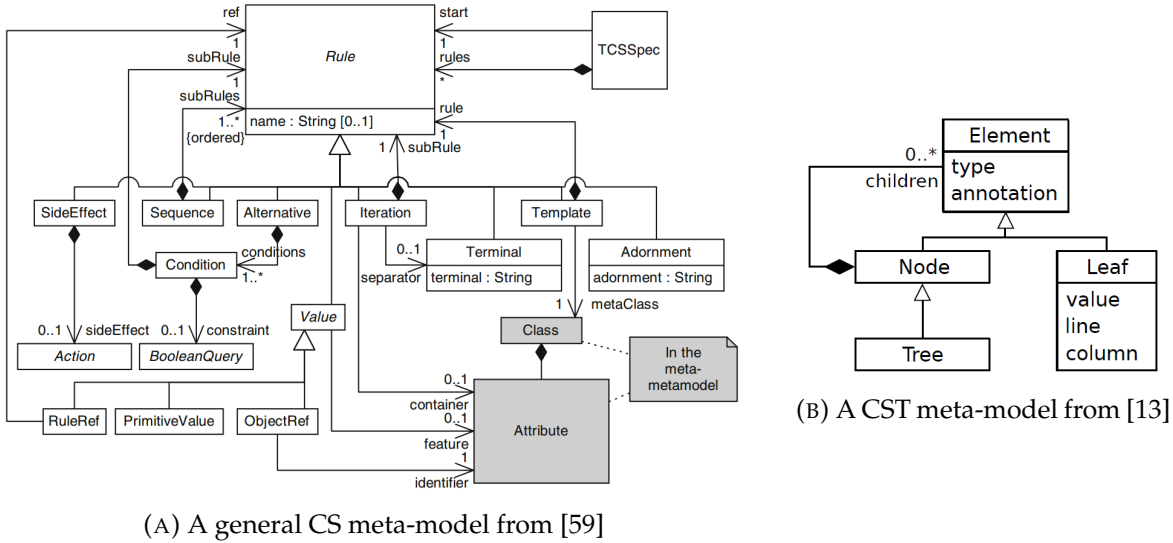 ref
start
1
1
TCSSpec
subRule
Rule
rules
1
*
subRules
rule
1..*
name : String [0..1]
1
{ordered}
1
subRule
SideEffect
Sequence
Alternative
Iteration
Template
conditions
0..1
Terminal
Adornment
Condition
separator
terminal : String
adornment : String
1..*
1
metaClass
Value
Class
0..1
sideEffect
0..1
constraint
In the
meta-
metamodel
Action
BooleanQuery
0..1
container
RuleRef
PrimitiveValue
ObjectRef
0..1
Attribute
feature
1
identifier
(A) A general CS meta-model from [59]
Element
0..*
type
children
annotation
Node
Leaf
value
line
Tree
column
(B) A CST meta-model from [13]